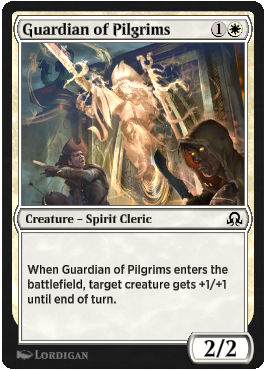 Guardian of Pilgrims 1
Creature – Spirit Cleric
When Guardian of Pilgrims enters the
battlefield, target creature gets +1/+1
until end of turn.
Lordigan
2/2